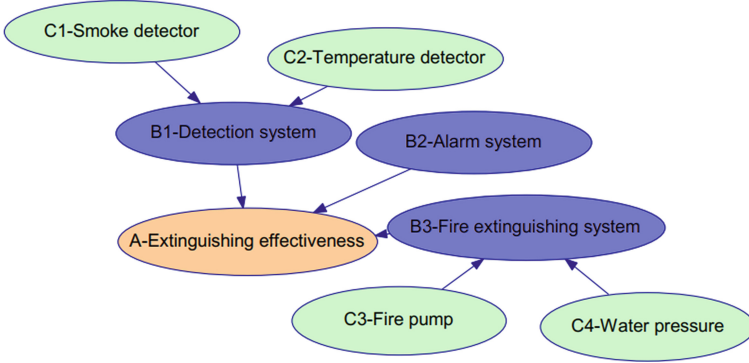 C1-Smoke detector
C2-Temperature detector
B1-Detection system
B2-Alarm system
A-Extinguishing effectiveness
B3-Fire extinguishing system
C3-Fire pump
C4-Water pressure